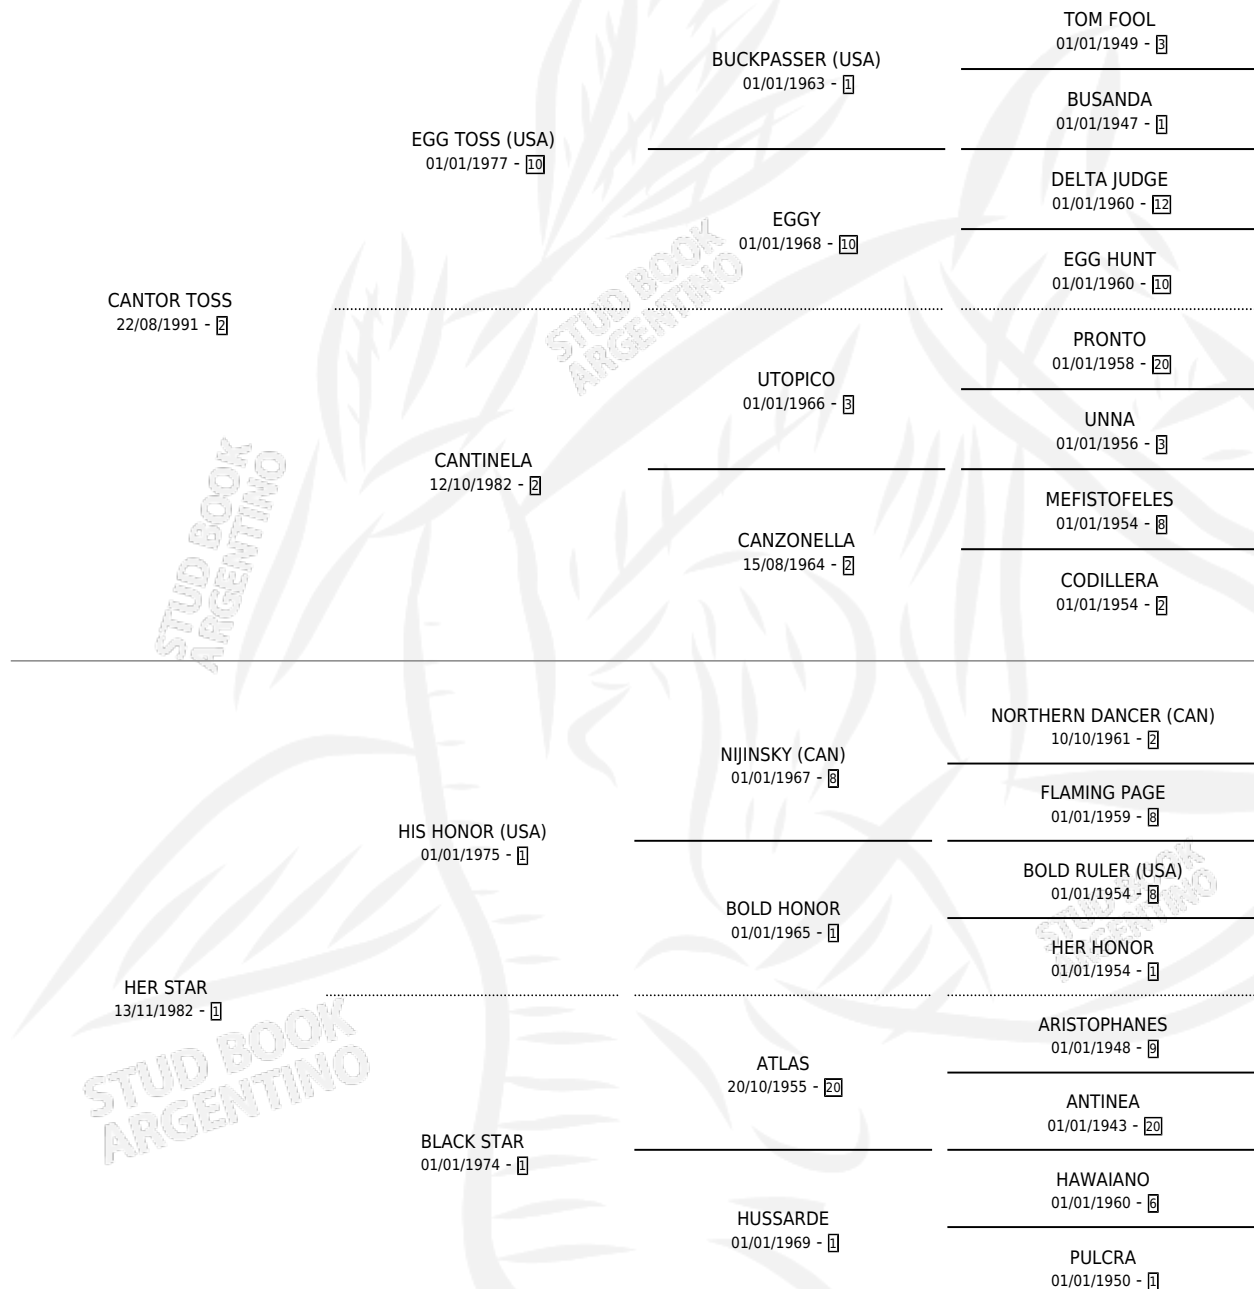 TOM FOOL
01/01/1949 - 3
BUCKPASSER (USA)
01/01/1963 - 1
BUSANDA
01/01/1947 - 1
EGG TOSS (USA)
01/01/1977 - 10
DELTA JUDGE
01/01/1960 - 12
EGGY
01/01/1968 - 10
EGG HUNT
01/01/1960 - 10
CANTOR TOSS
22/08/1991 - 2
PRONTO
01/01/1958 - 20
UTOPICO
01/01/1966 - 3
UNNA
01/01/1956 - 3
CANTINELA
12/10/1982 - 2
MEFISTOFELES
01/01/1954 - 8
CANZONELLA
15/08/1964 - 2
CODILLERA
01/01/1954 - 2
NORTHERN DANCER (CAN)
10/10/1961 - 2
NIJINSKY (CAN)
01/01/1967 - 8
FLAMING PAGE
01/01/1959 - 8
HIS HONOR (USA)
01/01/1975 - 1
BOLD RULER (USA)
01/01/1954 - 8
BOLD HONOR
01/01/1965 - 1
HER HONOR
01/01/1954 - 1
HER STAR
13/11/1982 - 1
ARISTOPHANES
01/01/1948 - 9
ATLAS
20/10/1955 - 20
ANTINEA
01/01/1943 - 20
BLACK STAR
01/01/1974 - 1
HAWAIANO
01/01/1960 - 6
HUSSARDE
01/01/1969 - 1
PULCRA
01/01/1950 - 1
STUD BOOK
ARGENTINO
STUD BOOK
ARGENTINO
STUD BOOK
ARGENTINO
STUD BOOK
ARGENTINO